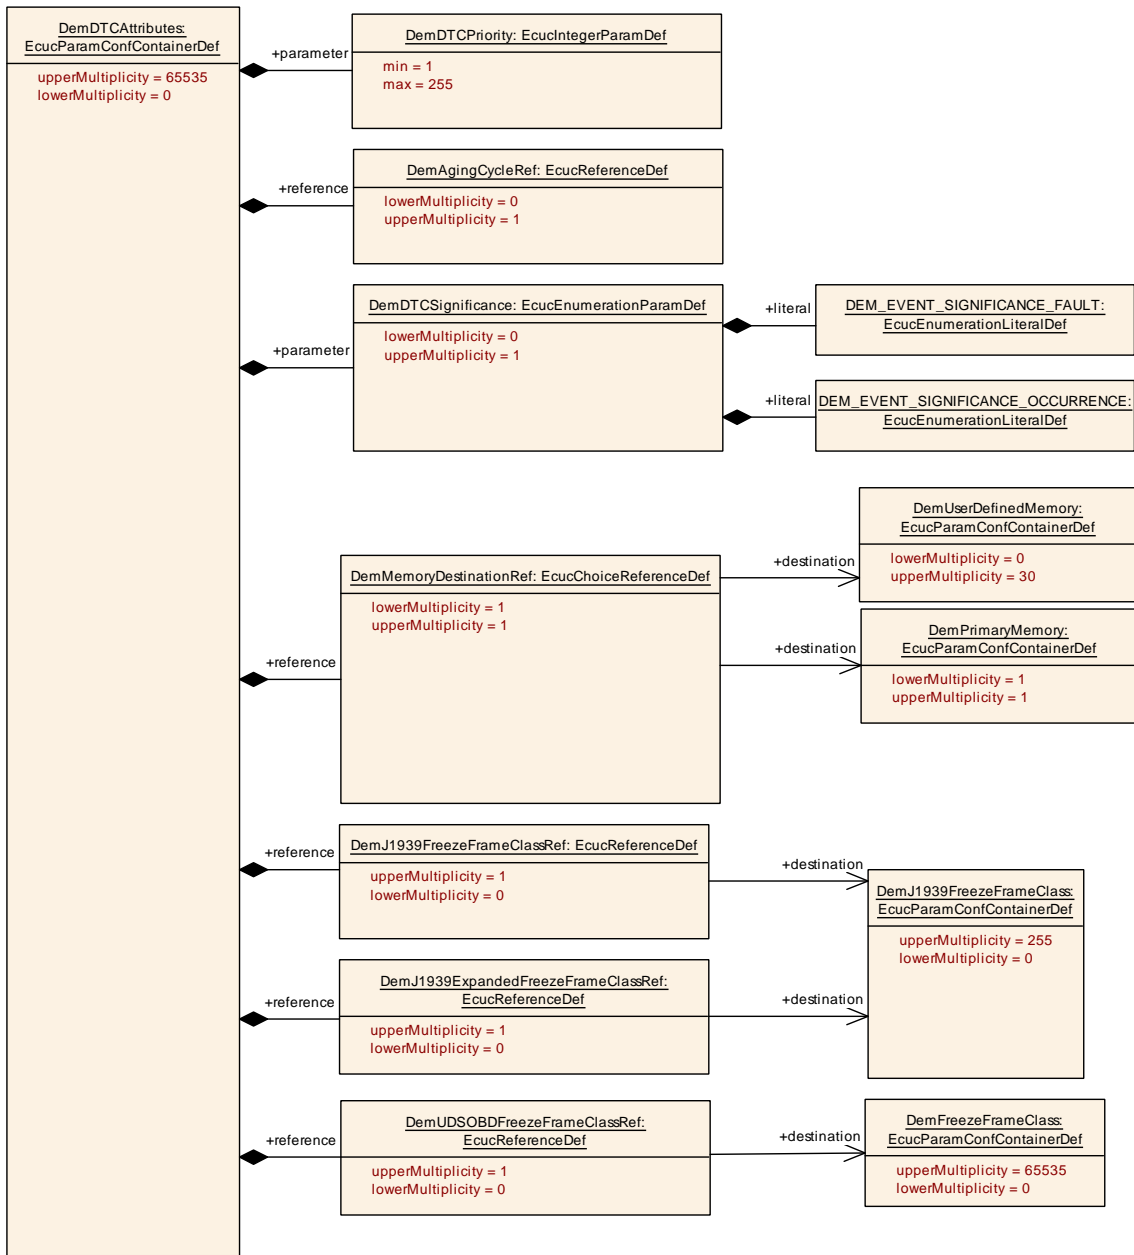 DemDTCAttributes:
EcucParamConfContainerDef
upperMultiplicity = 65535
lowerMultiplicity = 0
+parameter
DemDTCPriority: EcucIntegerParamDef
min = 1
max = 255
+reference
DemAgingCycleRef: EcucReferenceDef
lowerMultiplicity = 0
upperMultiplicity = 1
+parameter
DemDTCSignificance: EcucEnumerationParamDef
lowerMultiplicity = 0
upperMultiplicity = 1
+literal
DEM_EVENT_SIGNIFICANCE_FAULT:
EcucEnumerationLiteralDef
+literal
DEM_EVENT_SIGNIFICANCE_OCCURRENCE:
EcucEnumerationLiteralDef
+reference
DemMemoryDestinationRef: EcucChoiceReferenceDef
lowerMultiplicity = 1
upperMultiplicity = 1
+destination
DemUserDefinedMemory:
EcucParamConfContainerDef
lowerMultiplicity = 0
upperMultiplicity = 30
+destination
DemPrimaryMemory:
EcucParamConfContainerDef
lowerMultiplicity = 1
upperMultiplicity = 1
+reference
DemJ1939FreezeFrameClassRef: EcucReferenceDef
upperMultiplicity = 1
lowerMultiplicity = 0
+destination
DemJ1939FreezeFrameClass:
EcucParamConfContainerDef
upperMultiplicity = 255
lowerMultiplicity = 0
+reference
DemJ1939ExpandedFreezeFrameClassRef:
EcucReferenceDef
upperMultiplicity = 1
lowerMultiplicity = 0
+destination
+reference
DemUDSOBDFreezeFrameClassRef:
EcucReferenceDef
upperMultiplicity = 1
lowerMultiplicity = 0
+destination
DemFreezeFrameClass:
EcucParamConfContainerDef
upperMultiplicity = 65535
lowerMultiplicity = 0